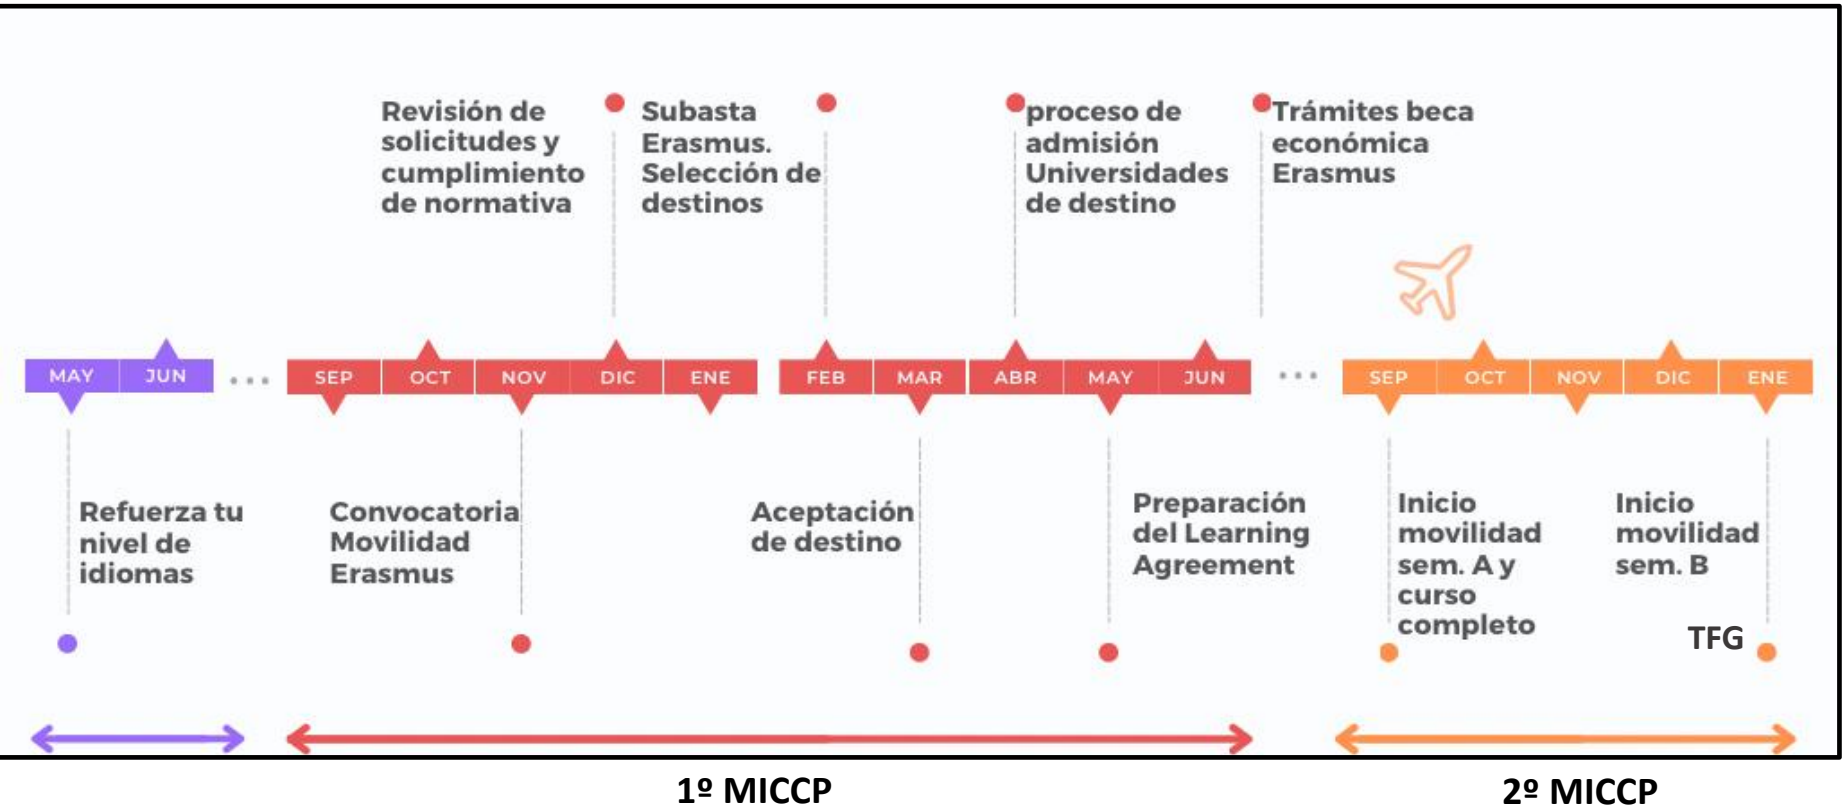 Revisión de
solicitudes y
cumplimiento
de normativa
Subasta
Erasmus.
Selección de
destinos
proceso de
admisión
Universidades
de destino
Trámites beca
económica
Erasmus
MAY JUN ... SEP OCT NOV DIC ENE FEB MAR ABR MAY JUN ... SEP OCT NOV DIC ENE
Refuerza tu
nivel de
idiomas
Convocatoria
Movilidad
Erasmus
Aceptación
de destino
Preparación
del Learning
Agreement
Inicio
movilidad
sem. A y
curso
completo
Inicio
movilidad
sem. B
TFG
1º MICCP
2º MICCP